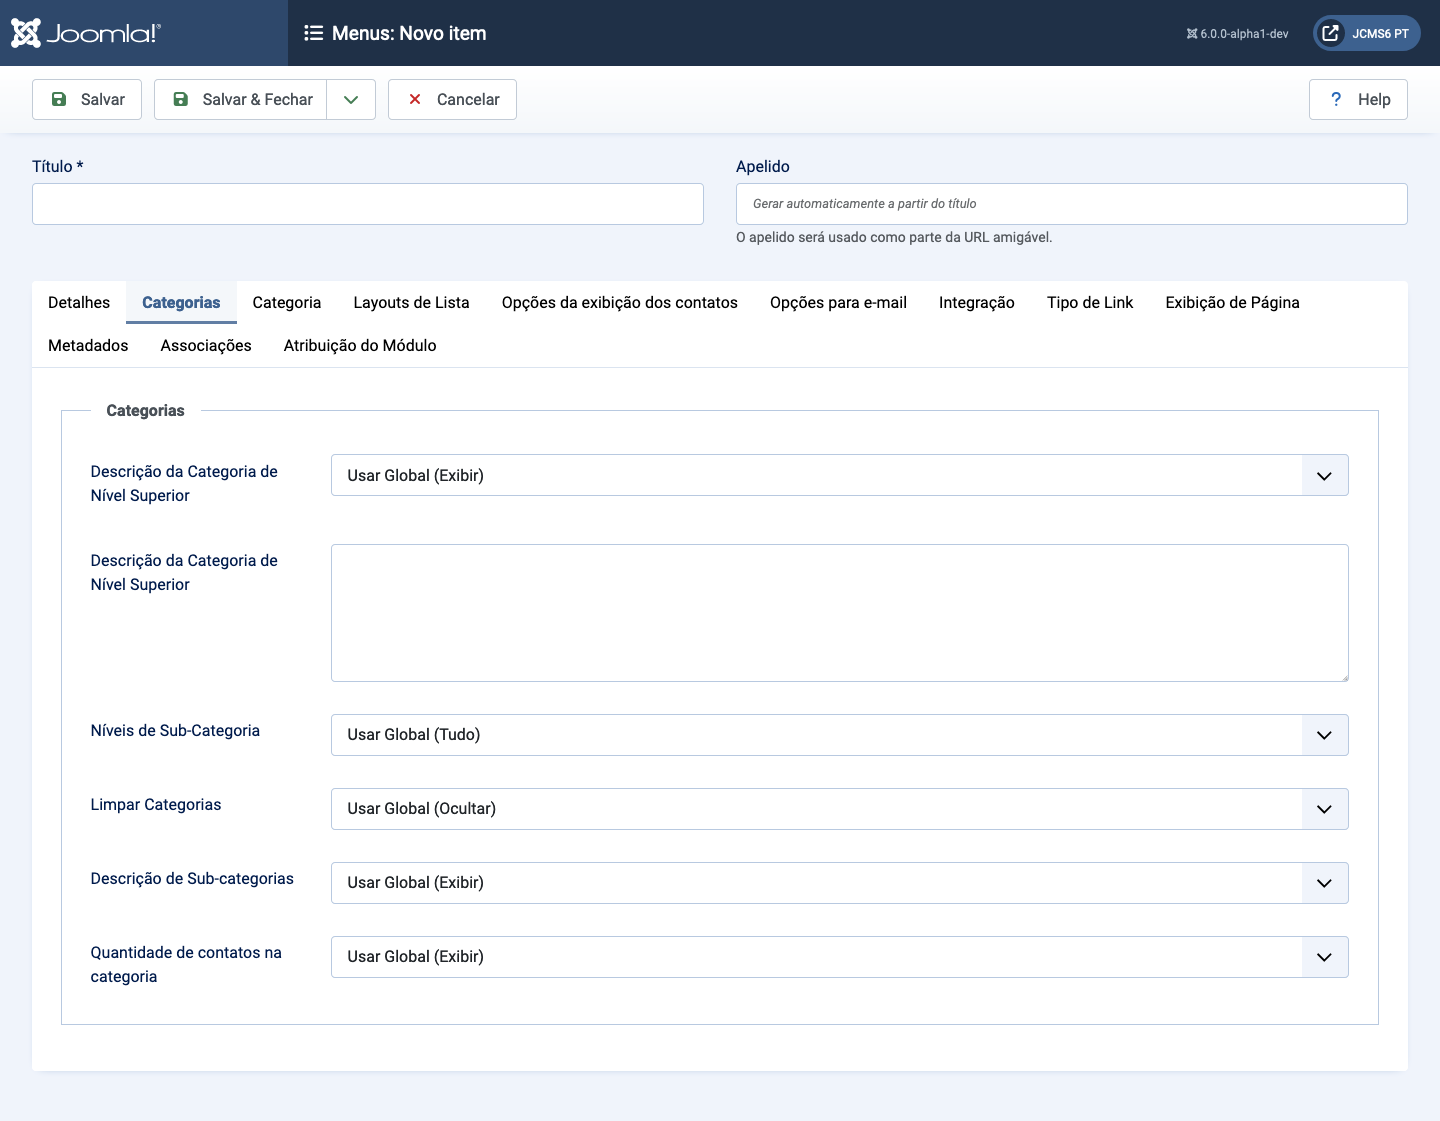 Joomla!®
Menus: Novo item
6.0.0-alpha1-dev
JCMS6 PT
Salvar
Salvar & Fechar
Cancelar
? Help
Título *
Apelido
Gerar automaticamente a partir do título
O apelido será usado como parte da URL amigável.
Detalhes
Categorias
Categoria
Layouts de Lista
Opções da exibição dos contatos
Opções para e-mail
Integração
Tipo de Link
Exibição de Página
Metadados
Associações
Atribuição do Módulo
Categorias
Descrição da Categoria de
Nível Superior
Usar Global (Exibir)
Descrição da Categoria de
Nível Superior
Níveis de Sub-Categoria
Usar Global (Tudo)
Limpar Categorias
Usar Global (Ocultar)
Descrição de Sub-categorias
Usar Global (Exibir)
Quantidade de contatos na
categoria
Usar Global (Exibir)